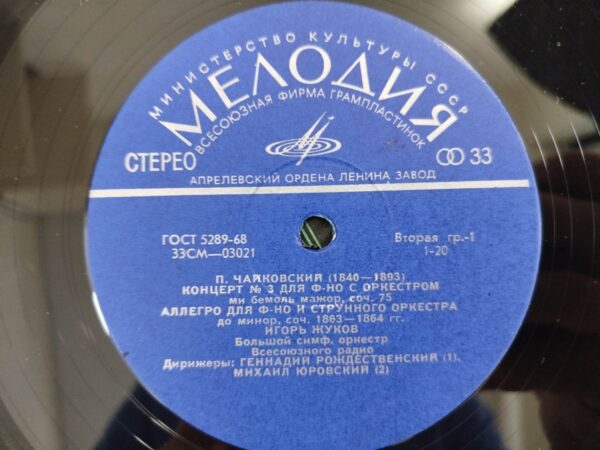 МИНИСТЕРСТВО КУЛЬТУРЫ СССР
МЕЛОДИЯ
ВСЕСОЮЗНАЯ ФИРМА ГРАМПЛАСТИНОК
СТЕРЕО
33
АПРЕЛЕВСКИЙ ОРДЕНА ЛЕНИНА ЗАВОД
ГОСТ 5289-68
Вторая гр.-1
33СМ—03021
1-20
П. ЧАЙКОВСКИЙ (1840—1893)
КОНЦЕРТ № 3 ДЛЯ Ф-НО С ОРКЕСТРОМ
ми бемоль мажор, соч. 75
АЛЛЕГРО ДЛЯ Ф-НО И СТРУННОГО ОРКЕСТРА
до минор, соч. 1863—1864 гг.
ИГОРЬ ЖУКОВ
Большой симф. оркестр
Всесоюзного радио
Дирижеры: ГЕННАДИЙ РОЖДЕСТВЕНСКИЙ (1),
МИХАИЛ ЮРОВСКИЙ (2)